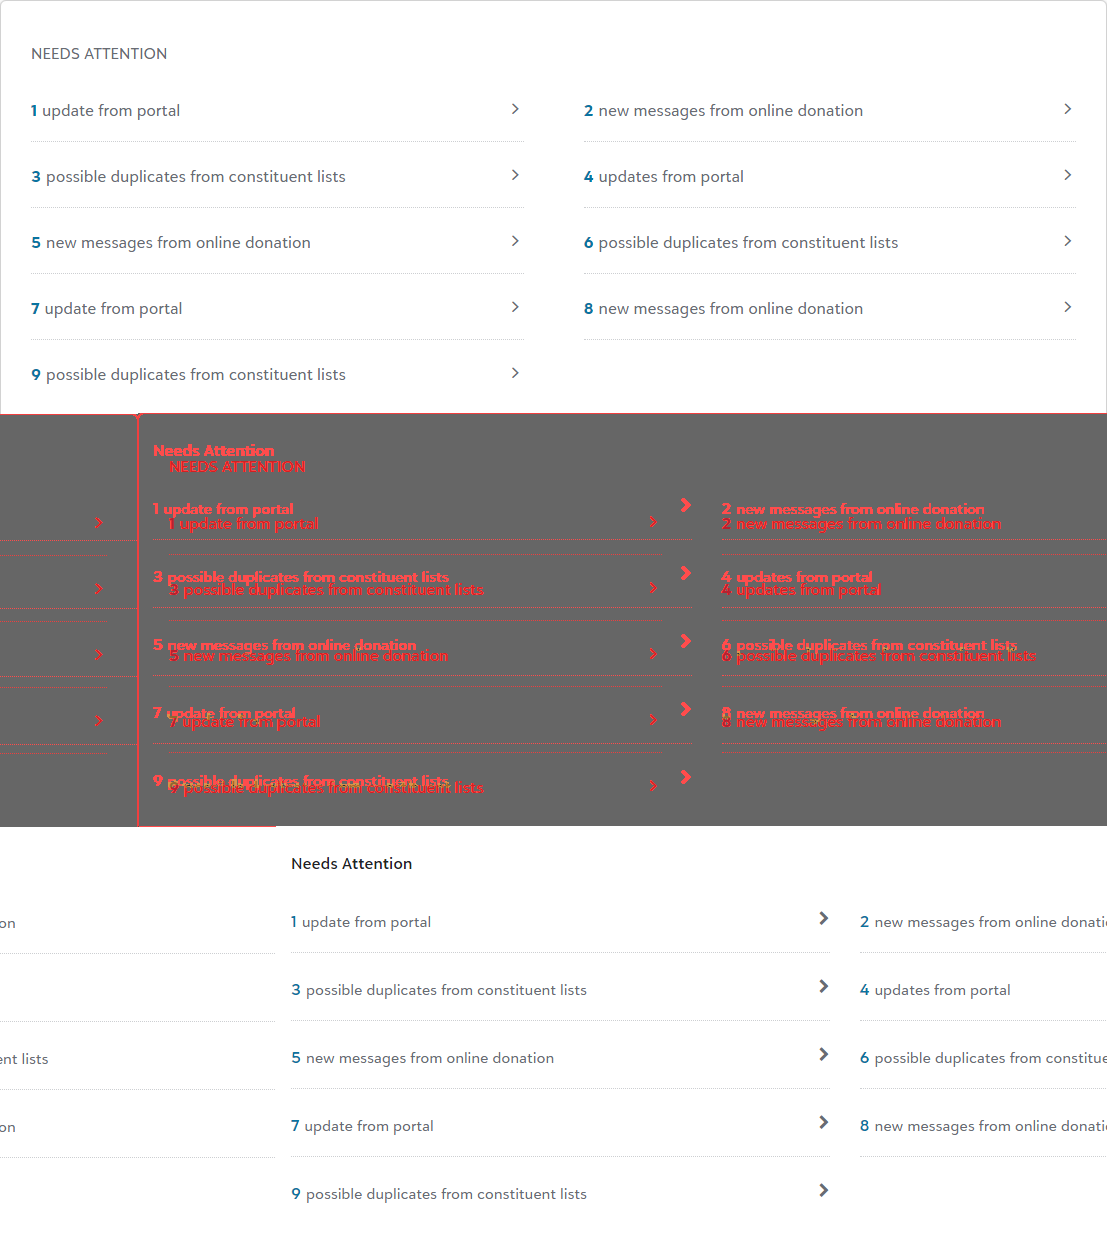 NEEDS ATTENTION
1 update from portal
2 new messages from online donation
3 possible duplicates from constituent lists
4 updates from portal
5 new messages from online donation
6 possible duplicates from constituent lists
7 update from portal
8 new messages from online donation
9 possible duplicates from constituent lists
Needs Attention
NEEDS ATTENTION
1 update from portal
2 new messages from online donation
1 update from portal
2 new messages from online donation
3 possible duplicates from constituent lists
4 updates from portal
3 possible duplicates from constituent lists
4 updates from portal
5 new messages from online donation
6 possible duplicates from constituent lists
5 new messages from online donation
6 possible duplicates from constituent lists
7 update from portal
8 new messages from online donation
7 update from portal
8 new messages from online donation
9 possible duplicates from constituent lists
9 possible duplicates from constituent lists
Needs Attention
on
1 update from portal
2 new messages from online donati
3 possible duplicates from constituent lists
4 updates from portal
ent lists
5 new messages from online donation
6 possible duplicates from constitue
on
7 update from portal
8 new messages from online donati
9 possible duplicates from constituent lists